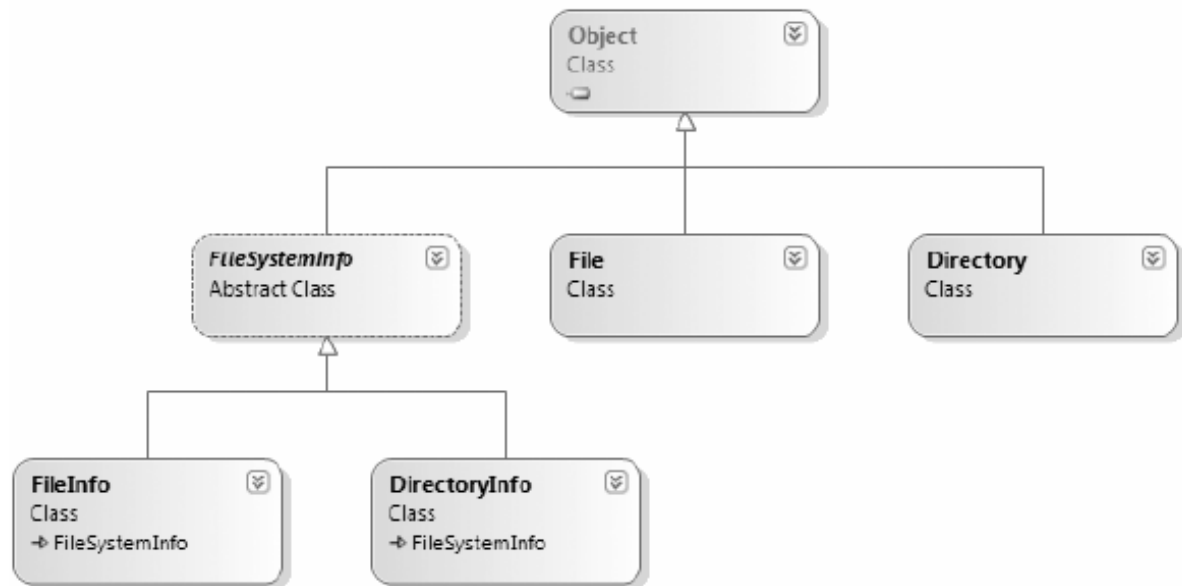 Object
Class
FileSystemInfo
Abstract Class
File
Class
Directory
Class
FileInfo
Class
FileSystemInfo
DirectoryInfo
Class
FileSystemInfo